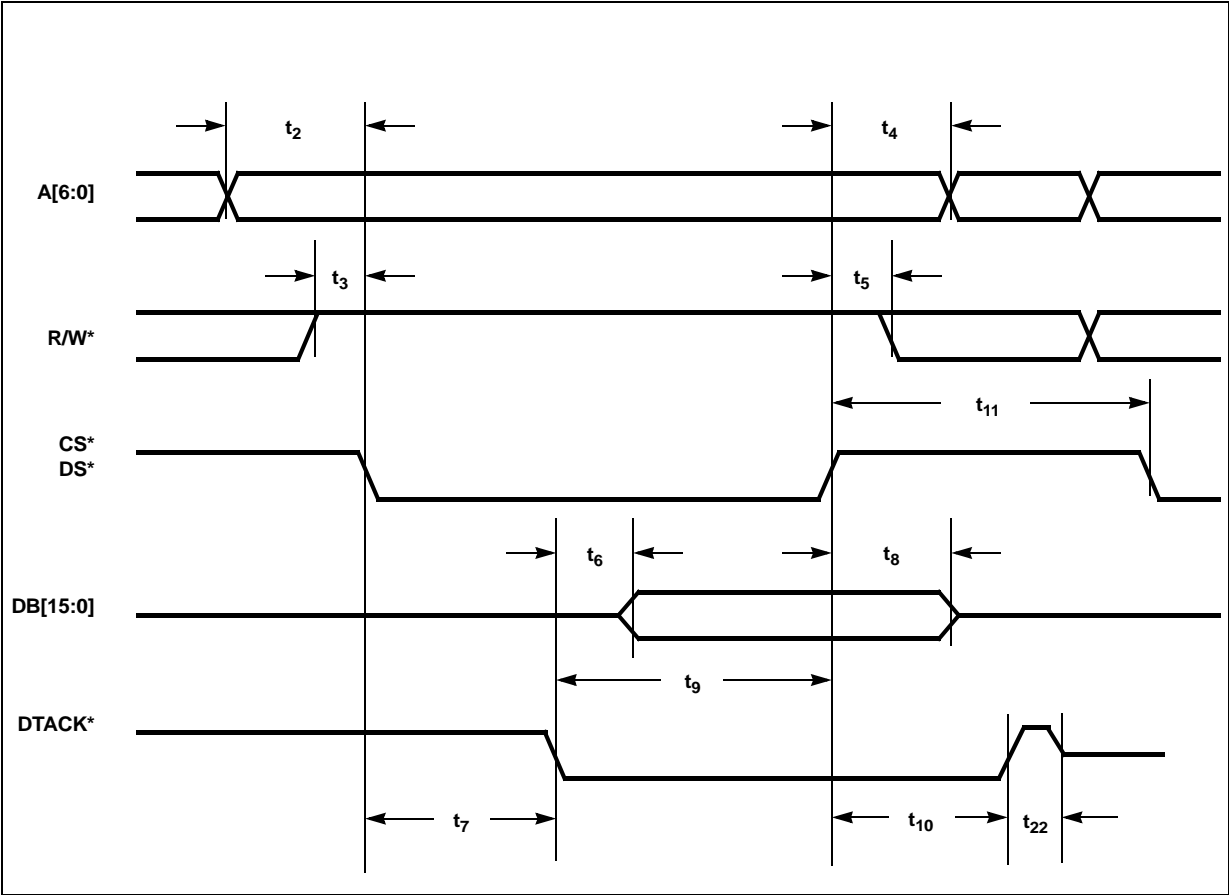 t2
t4
A[6:0]
t3
t5
R/W*
t11
CS*
DS*
t6
t8
DB[15:0]
t9
DTACK*
t7
t10
t22